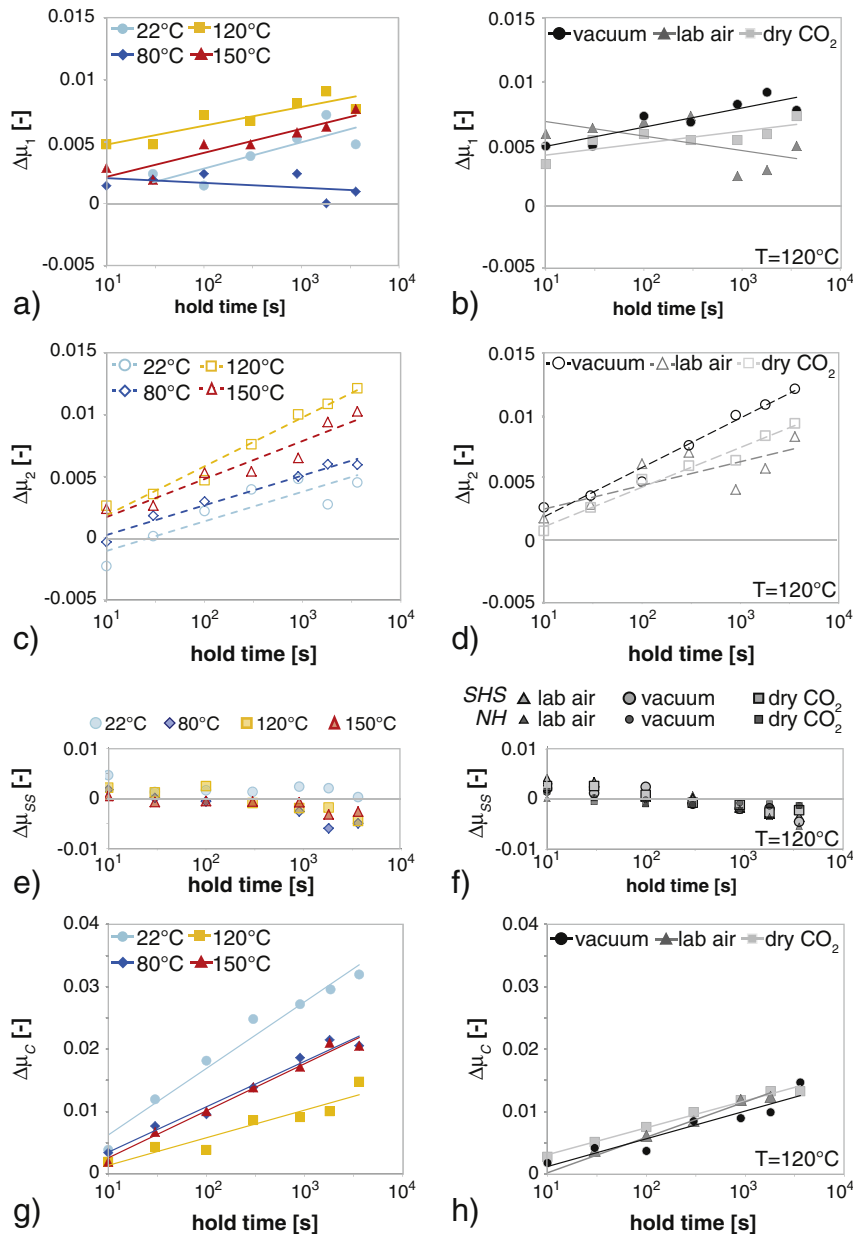 0.015
0.01
0.005
0
-0.005
Δμ1 [-]
22°C 120°C
80°C 150°C
10^1 10^2 10^3 10^4
hold time [s]
a)
0.015
0.01
0.005
0
-0.005
Δμ1 [-]
vacuum lab air dry CO2
T=120°C
10^1 10^2 10^3 10^4
hold time [s]
b)
0.015
0.01
0.005
0
-0.005
Δμ2 [-]
22°C 120°C
80°C 150°C
10^1 10^2 10^3 10^4
hold time [s]
c)
0.015
0.01
0.005
0
-0.005
Δμ2 [-]
vacuum lab air dry CO2
T=120°C
10^1 10^2 10^3 10^4
hold time [s]
d)
22°C 80°C 120°C 150°C
0.01
0
-0.01
ΔμSS [-]
10^1 10^2 10^3 10^4
hold time [s]
e)
SHS lab air vacuum dry CO2
NH lab air vacuum dry CO2
0.01
0
-0.01
ΔμSS [-]
T=120°C
10^1 10^2 10^3 10^4
hold time [s]
f)
0.04
0.03
0.02
0.01
0
ΔμC [-]
22°C 120°C
80°C 150°C
10^1 10^2 10^3 10^4
hold time [s]
g)
0.04
0.03
0.02
0.01
0
ΔμC [-]
vacuum lab air dry CO2
T=120°C
10^1 10^2 10^3 10^4
hold time [s]
h)